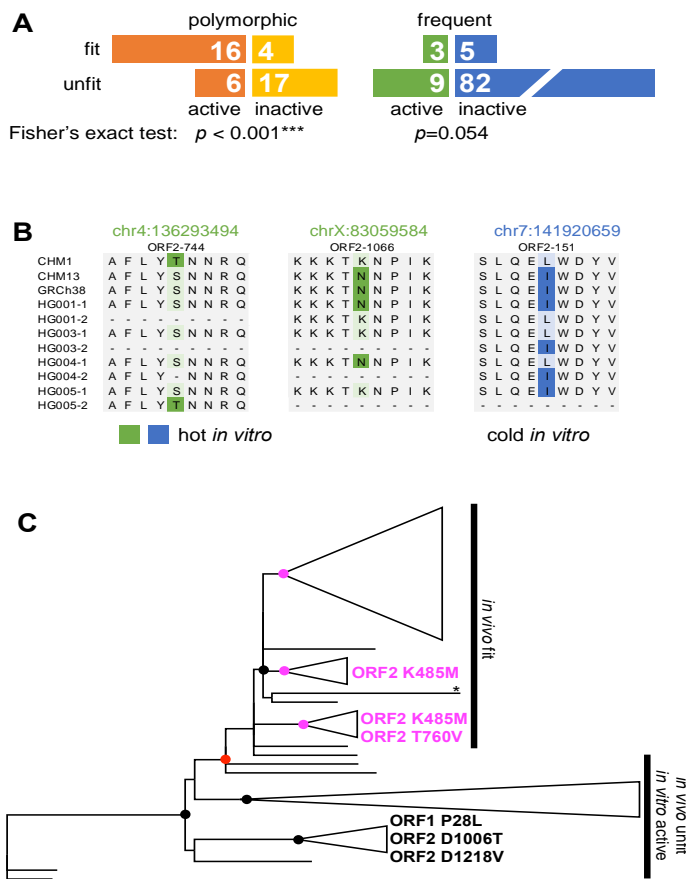 A
polymorphic frequent
fit 16 4 3 5
unfit 6 17 9 82
active inactive active inactive
Fisher's exact test: p < 0.001*** p=0.054
B
chr4:136293494 chrX:83059584 chr7:141920659
ORF2-744 ORF2-1066 ORF2-151
CHM1 A F L Y T N N R Q K K K T K N P I K S L Q E L W D Y V
CHM13 A F L Y S N N R Q K K K T N N P I K S L Q E I W D Y V
GRCh38 A F L Y S N N R Q K K K T N N P I K S L Q E I W D Y V
HG001-1 A F L Y S N N R Q K K K T N N P I K S L Q E I W D Y V
HG001-2 - - - - - - - - - K K K T K N P I K S L Q E L W D Y V
HG003-1 A F L Y S N N R Q K K K T K N P I K S L Q E L W D Y V
HG003-2 - - - - - - - - - - - - - - - - - - S L Q E I W D Y V
HG004-1 A F L Y S N N R Q K K K T N N P I K S L Q E L W D Y V
HG004-2 - - - - - - - - - - - - - - - - - - S L Q E I W D Y V
HG005-1 A F L Y S N N R Q K K K T K N P I K S L Q E I W D Y V
HG005-2 A F L Y T N N R Q - - - - - - - - - - - - - - - - - -
hot in vitro cold in vitro
C
in vivo fit
ORF2 K485M
*
ORF2 K485M
ORF2 T760V
in vivo unfit
in vitro active
ORF1 P28L
ORF2 D1006T
ORF2 D1218V